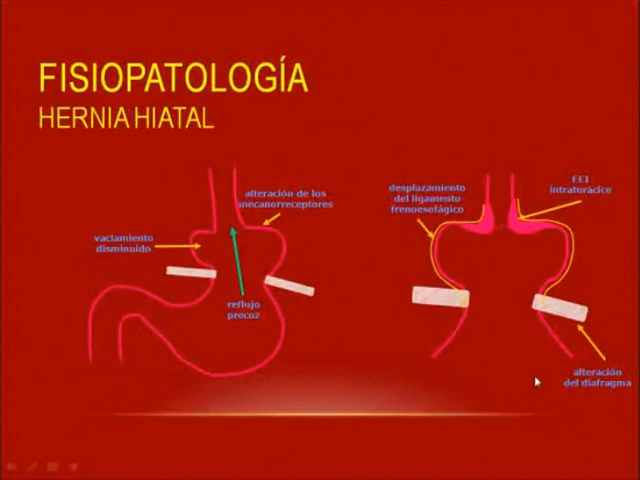 FISIOPATOLOGÍA
HERNIA HIATAL
alteración de los
mecanorreceptores
vaciamiento
disminuido
reflujo
precoz
desplazamiento
del ligamento
frenoesofágico
EEI
intratorácico
alteración
del diafragma